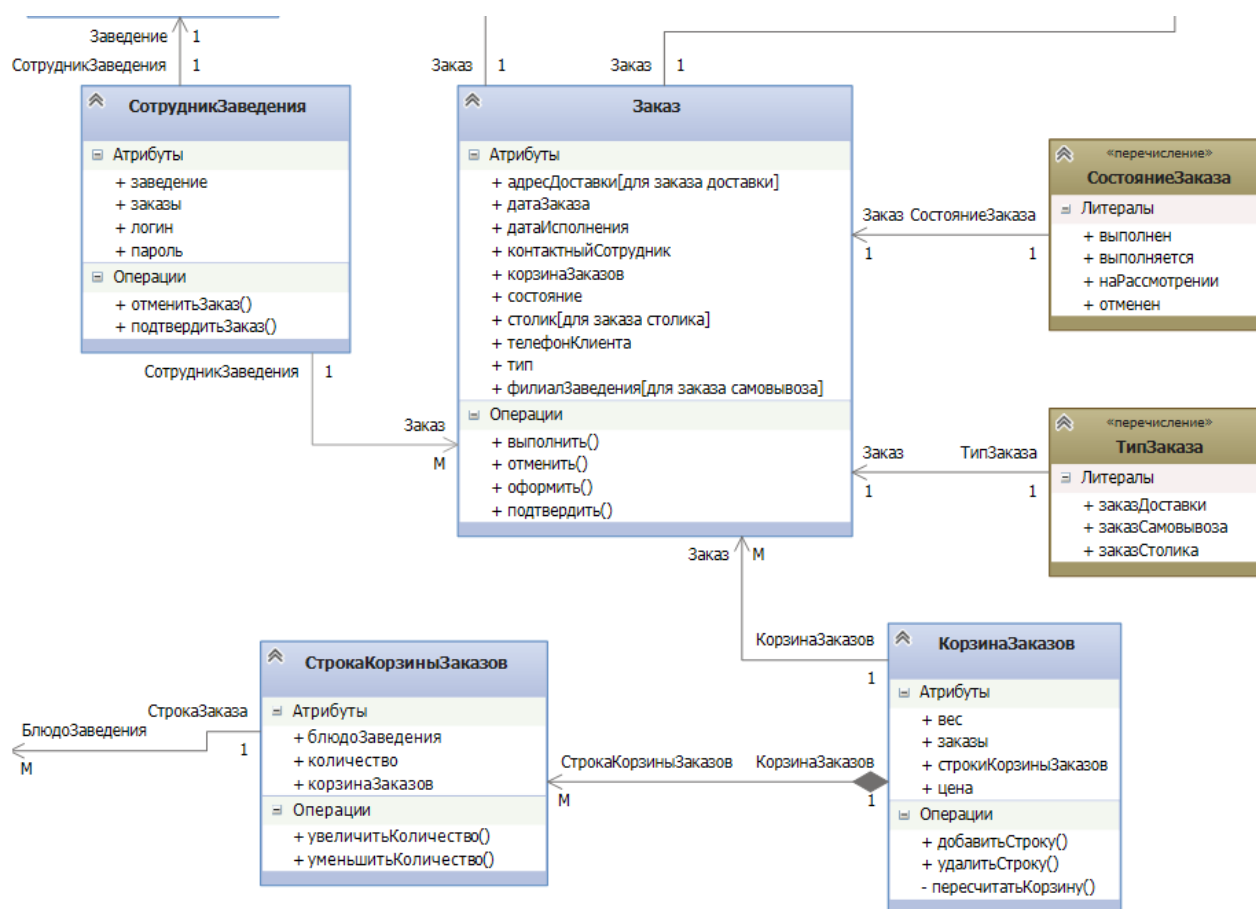 Заведение 1
СотрудникЗаведения 1
СотрудникЗаведения
Атрибуты
+ заведение
+ заказы
+ логин
+ пароль
Операции
+ отменитьЗаказ()
+ подтвердитьЗаказ()
СотрудникЗаведения 1
Заказ
М
Заказ 1
Заказ 1
Заказ
Атрибуты
+ адресДоставки[для заказа доставки]
+ датаЗаказа
+ датаИсполнения
+ контактныйСотрудник
+ корзинаЗаказов
+ состояние
+ столик[для заказа столика]
+ телефонКлиента
+ тип
+ филиалЗаведения[для заказа самовывоза]
Операции
+ выполнить()
+ отменить()
+ оформить()
+ подтвердить()
Заказ СостояниеЗаказа
1 1
«перечисление»
СостояниеЗаказа
Литералы
+ выполнен
+ выполняется
+ наРассмотрении
+ отменен
Заказ ТипЗаказа
1 1
«перечисление»
ТипЗаказа
Литералы
+ заказДоставки
+ заказСамовывоза
+ заказСтолика
Заказ М
КорзинаЗаказов
1
КорзинаЗаказов
Атрибуты
+ вес
+ заказы
+ строкиКорзиныЗаказов
+ цена
Операции
+ добавитьСтроку()
+ удалитьСтроку()
- пересчитатьКорзину()
СтрокаКорзиныЗаказов КорзинаЗаказов
М 1
СтрокаКорзиныЗаказов
Атрибуты
+ блюдоЗаведения
+ количество
+ корзинаЗаказов
Операции
+ увеличитьКоличество()
+ уменьшитьКоличество()
СтрокаЗаказа
1
БлюдоЗаведения
М